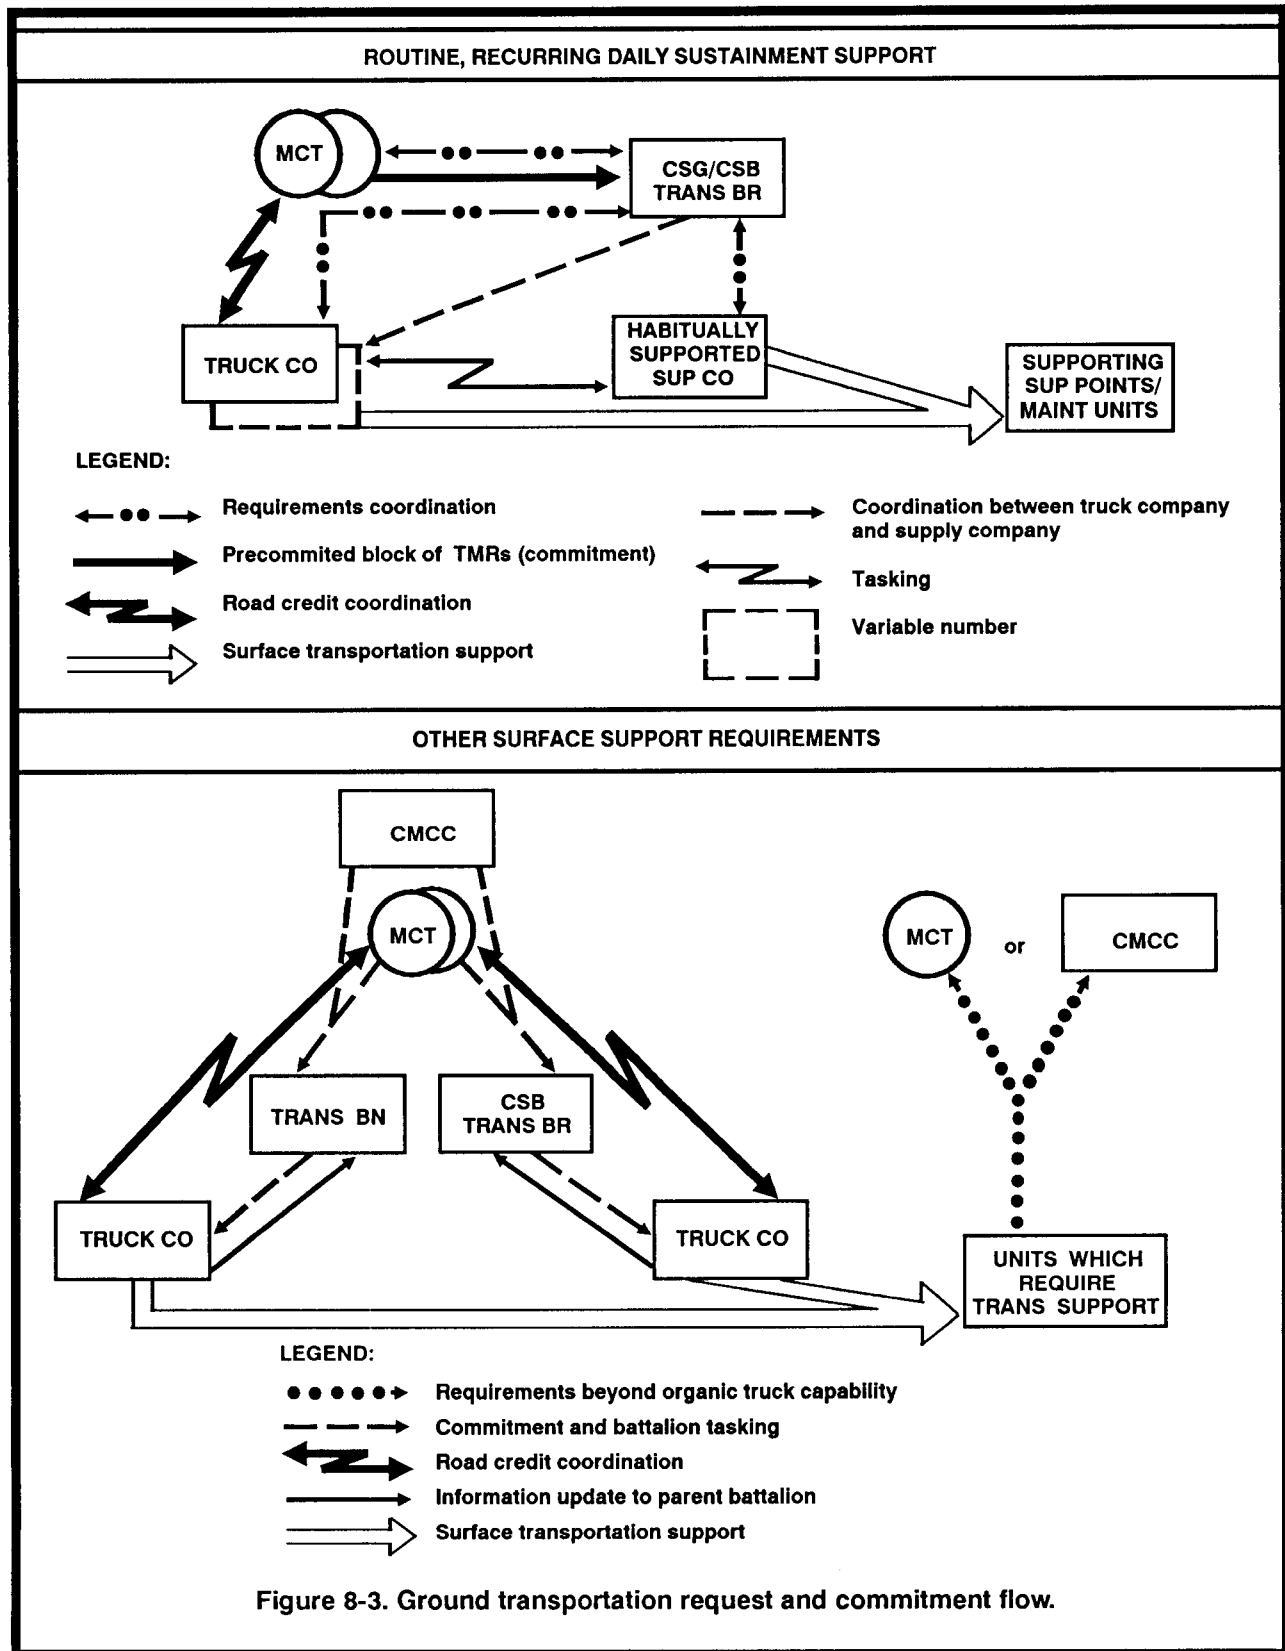 ROUTINE, RECURRING DAILY SUSTAINMENT SUPPORT
MCT
CSG/CSB
TRANS BR
TRUCK CO
HABITUALLY
SUPPORTED
SUP CO
SUPPORTING
SUP POINTS/
MAINT UNITS
LEGEND:
Requirements coordination
Precommited block of TMRs (commitment)
Road credit coordination
Surface transportation support
Coordination between truck company
and supply company
Tasking
Variable number
OTHER SURFACE SUPPORT REQUIREMENTS
CMCC
MCT
MCT
or
CMCC
TRANS BN
CSB
TRANS BR
TRUCK CO
TRUCK CO
UNITS WHICH
REQUIRE
TRANS SUPPORT
LEGEND:
Requirements beyond organic truck capability
Commitment and battalion tasking
Road credit coordination
Information update to parent battalion
Surface transportation support
Figure 8-3. Ground transportation request and commitment flow.